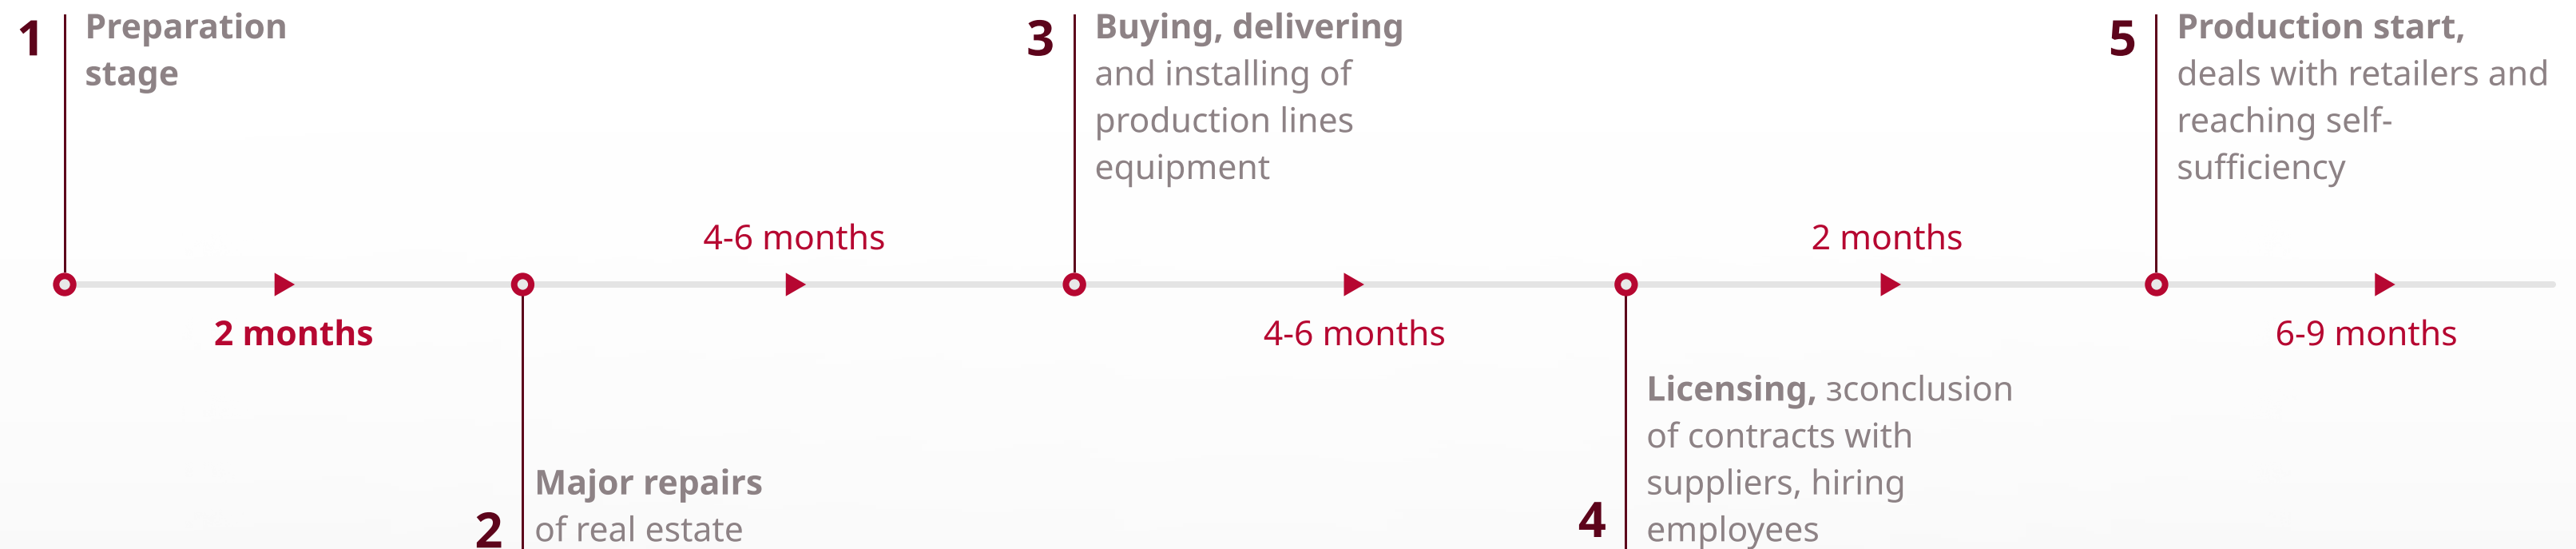 1
Preparation
stage
2 months
2
Major repairs
of real estate
4-6 months
3
Buying, delivering
and installing of
production lines
equipment
4-6 months
4
Licensing, зconclusion
of contracts with
suppliers, hiring
employees
2 months
5
Production start,
deals with retailers and
reaching self-
sufficiency
6-9 months